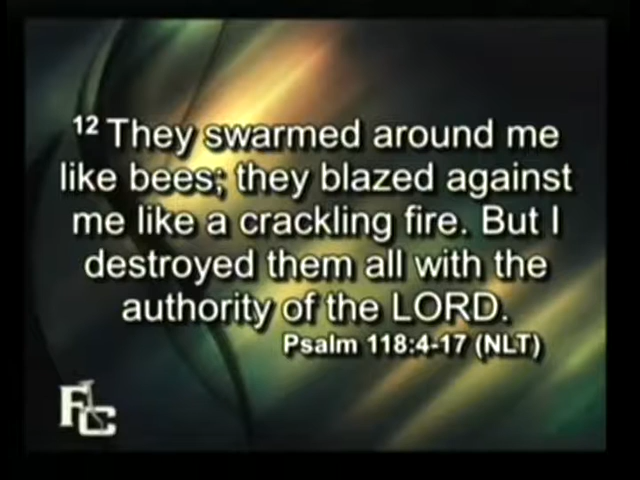 12 They swarmed around me
like bees; they blazed against
me like a crackling fire. But I
destroyed them all with the
authority of the LORD.
Psalm 118:4-17 (NLT)
FLC